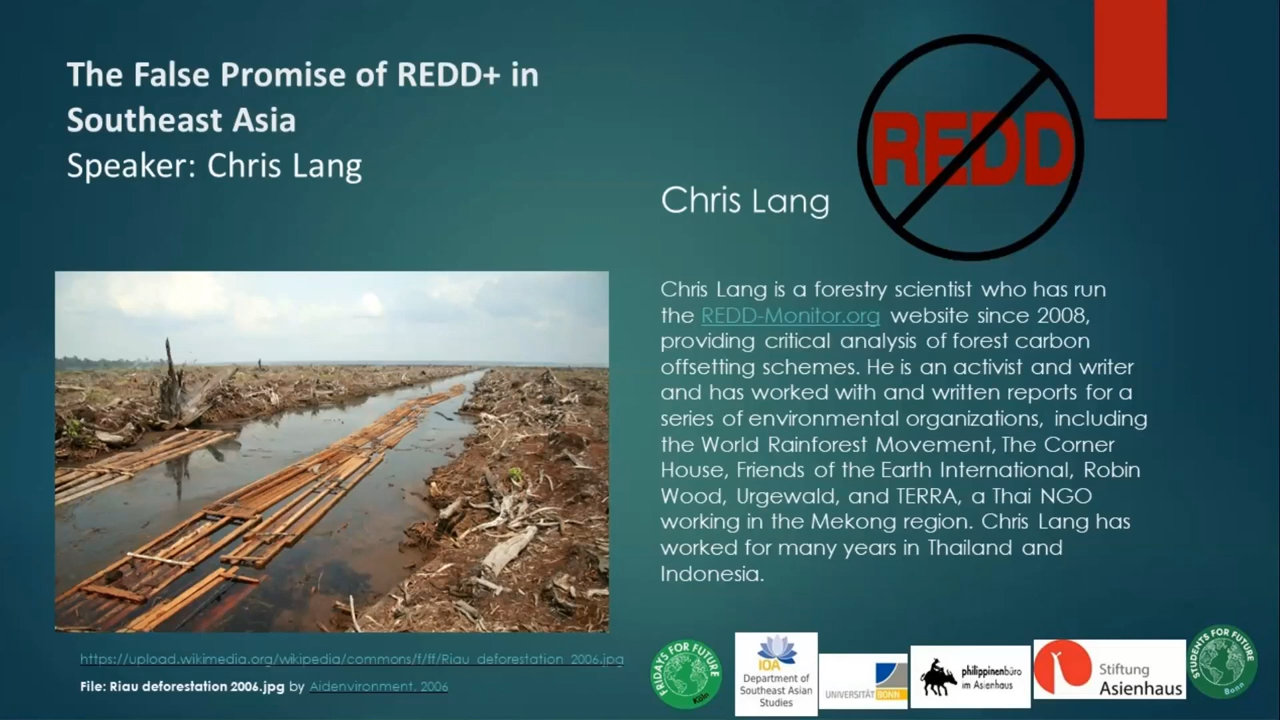 The False Promise of REDD+ in
Southeast Asia
Speaker: Chris Lang
REDD
Chris Lang
Chris Lang is a forestry scientist who has run
the REDD-Monitor.org website since 2008,
providing critical analysis of forest carbon
offsetting schemes. He is an activist and writer
and has worked with and written reports for a
series of environmental organizations, including
the World Rainforest Movement, The Corner
House, Friends of the Earth International, Robin
Wood, Urgewald, and TERRA, a Thai NGO
working in the Mekong region. Chris Lang has
worked for many years in Thailand and
Indonesia.
https://upload.wikimedia.org/wikipedia/commons/f/ff/Riau_deforestation_2006.jpg
File: Riau deforestation 2006.jpg by Aidenvironment, 2006
FRIDAYS FOR FUTURE
Köln
IOA
Department of
Southeast Asian
Studies
UNIVERSITÄT BONN
philippinenbüro
im Asienhaus
Stiftung
Asienhaus
STUDENTS FOR FUTURE
Bonn